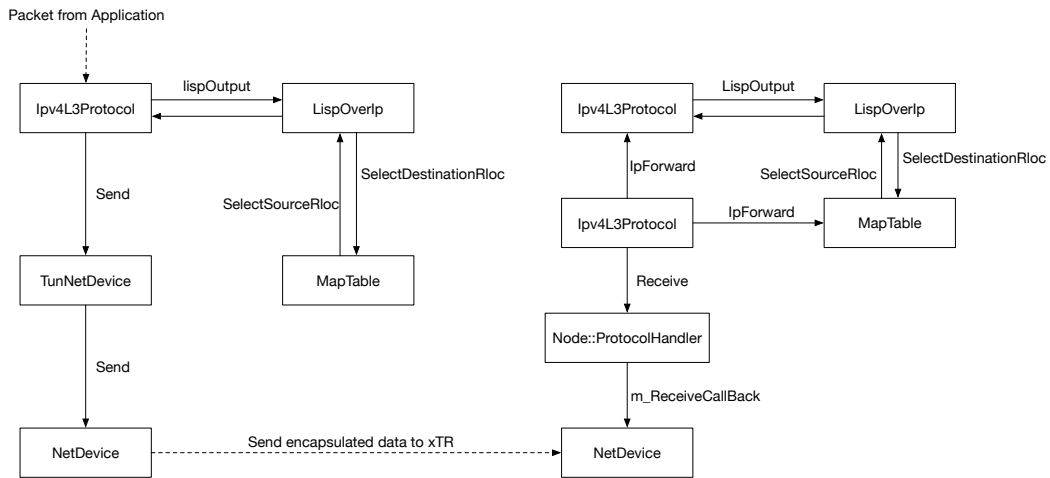 Packet from Application
lispOutput
Ipv4L3Protocol
LispOverIp
Send
SelectDestinationRloc
SelectSourceRloc
TunNetDevice
MapTable
Send
NetDevice
Send encapsulated data to xTR
LispOutput
Ipv4L3Protocol
LispOverIp
IpForward
SelectDestinationRloc
SelectSourceRloc
Ipv4L3Protocol
IpForward
MapTable
Receive
Node::ProtocolHandler
m_ReceiveCallBack
NetDevice